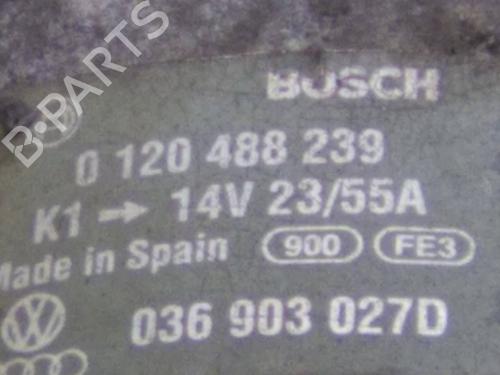 B-PARTS
BOSCH
0 120 488 239
K1 → 14V 23/55A
Made in Spain 900 FE3
036 903 027D